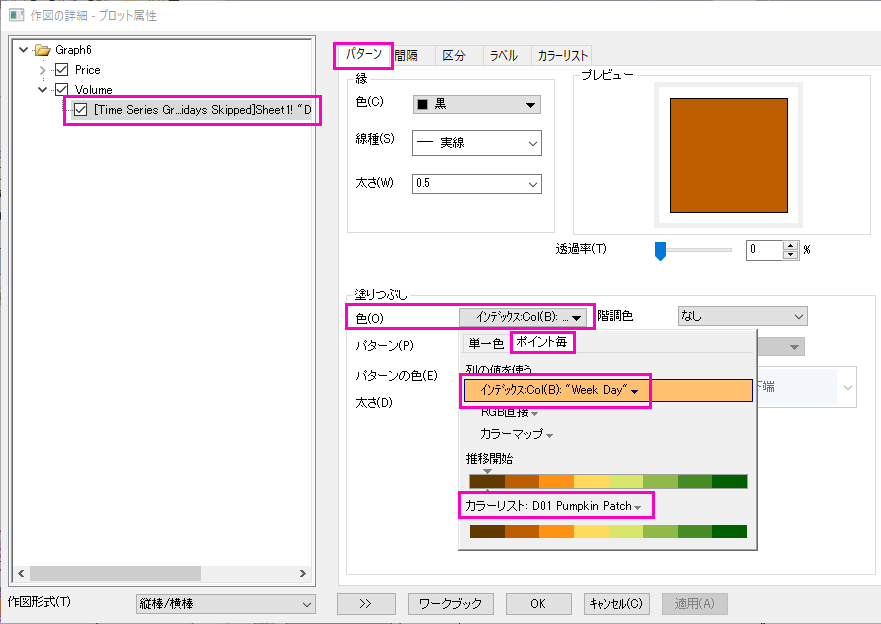 作図の詳細 - プロット属性
Graph6
Price
Volume
[Time Series Gr...idays Skipped]Sheet1! "D
パターン 間隔 区分 ラベル カラーリスト
縁
色(C) 黒
線種(S) 実線
太さ(W) 0.5
プレビュー
透過率(T) 0 %
塗りつぶし
色(O) インデックス:Col(B): ... 階調色 なし
パターン(P)
パターンの色(E)
太さ(D)
単一色 ポイント毎
列の値を使う
インデックス:Col(B): "Week Day"
RGB直接
カラーマップ
下端
推移開始
カラーリスト: D01 Pumpkin Patch
作図形式(T) 縦棒/横棒 >> ワークブック OK キャンセル(C) 適用(A)